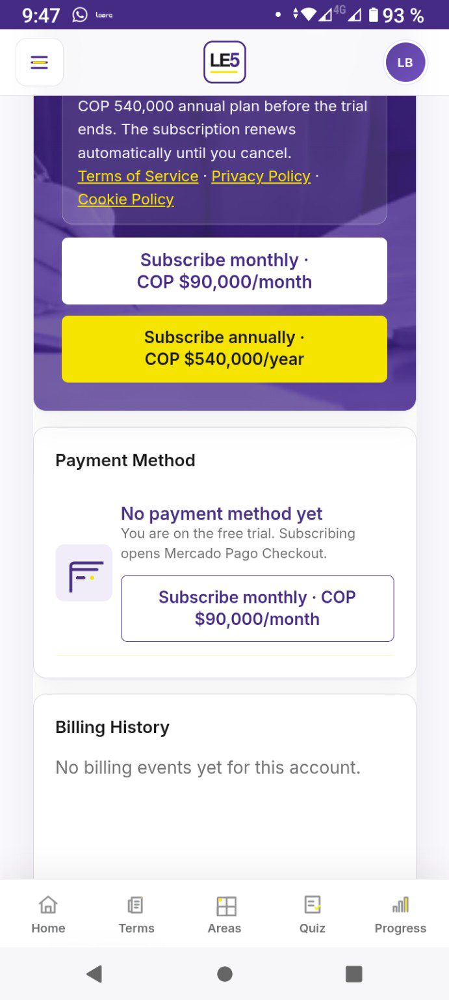 9:47
Laora
4G
93 %
LE5
LB
COP 540,000 annual plan before the trial
ends. The subscription renews
automatically until you cancel.
Terms of Service · Privacy Policy ·
Cookie Policy
Subscribe monthly ·
COP $90,000/month
Subscribe annually ·
COP $540,000/year
Payment Method
No payment method yet
You are on the free trial. Subscribing
opens Mercado Pago Checkout.
Subscribe monthly · COP
$90,000/month
Billing History
No billing events yet for this account.
Home
Terms
Areas
Quiz
Progress